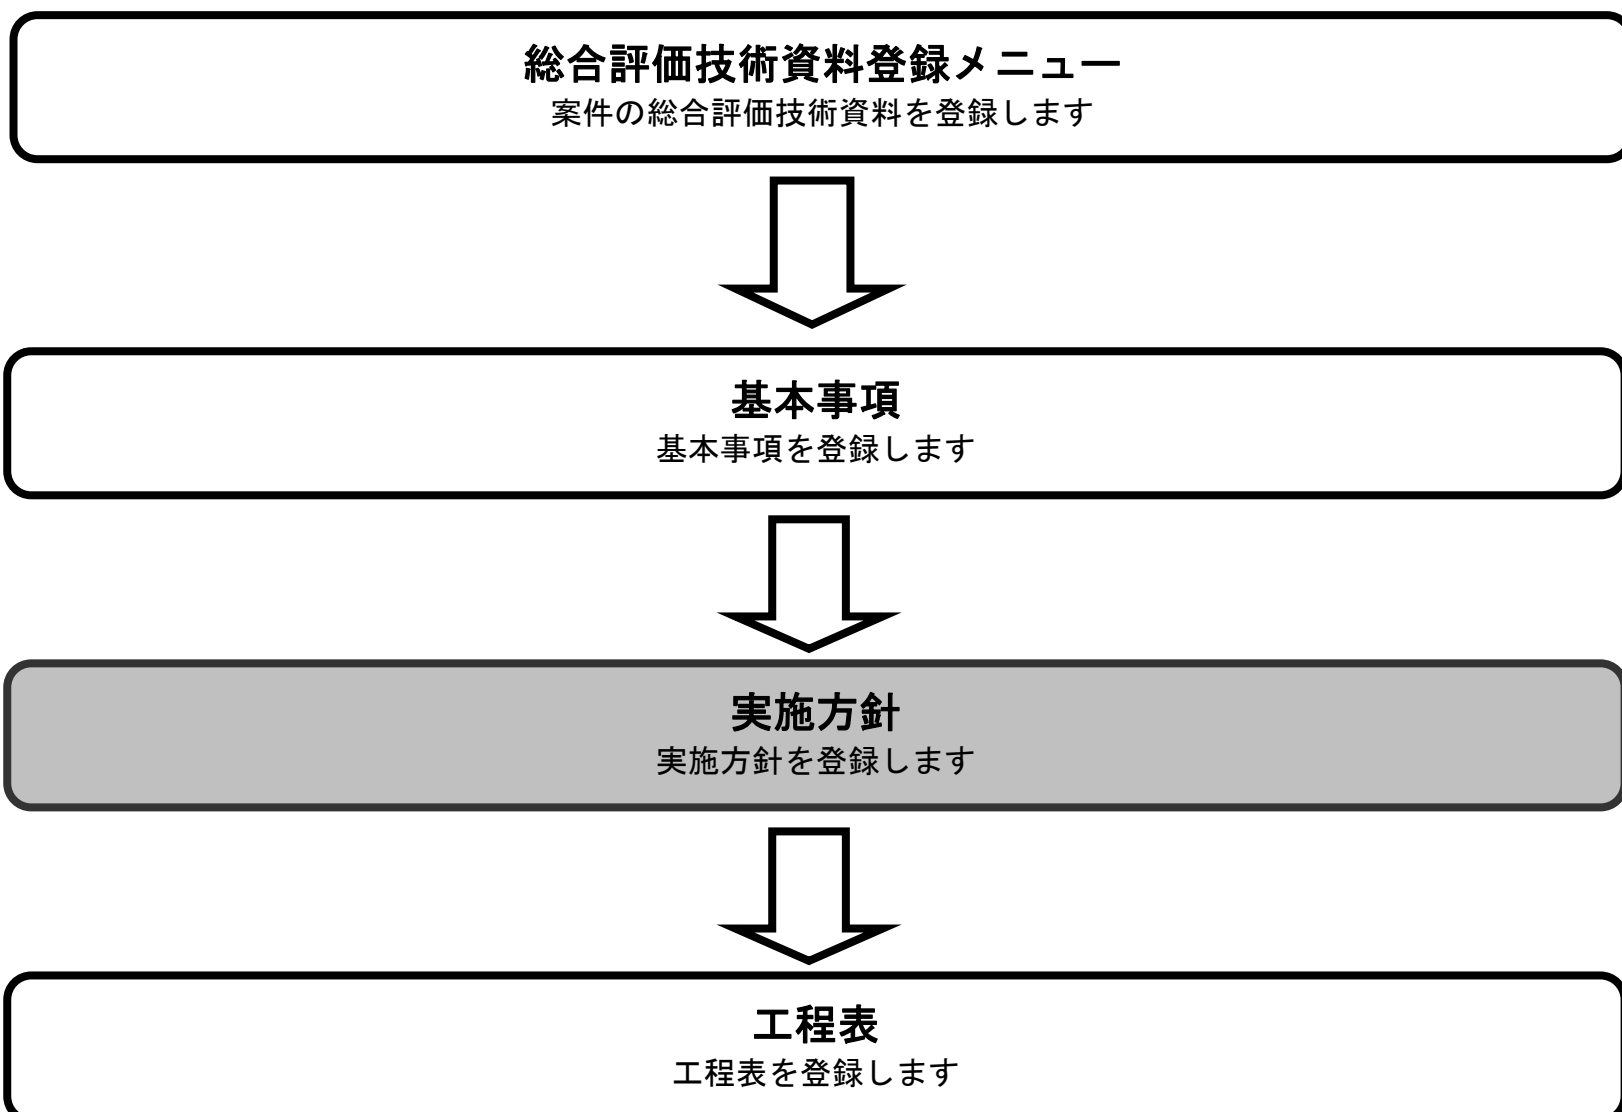 総合評価技術資料登録メニュー
案件の総合評価技術資料を登録します
基本事項
基本事項を登録します
実施方針
実施方針を登録します
工程表
工程表を登録します